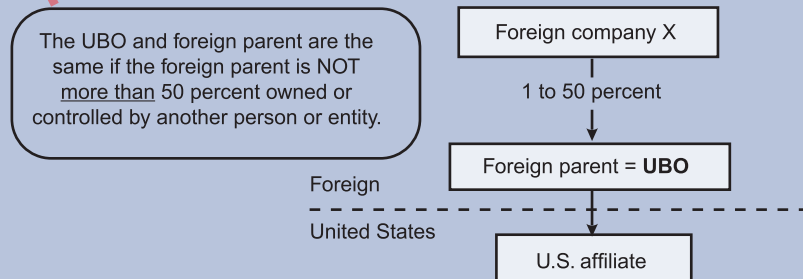 The UBO and foreign parent are the
same if the foreign parent is NOT
more than 50 percent owned or
controlled by another person or entity.
Foreign company X
1 to 50 percent
Foreign parent = UBO
Foreign
United States
U.S. affiliate